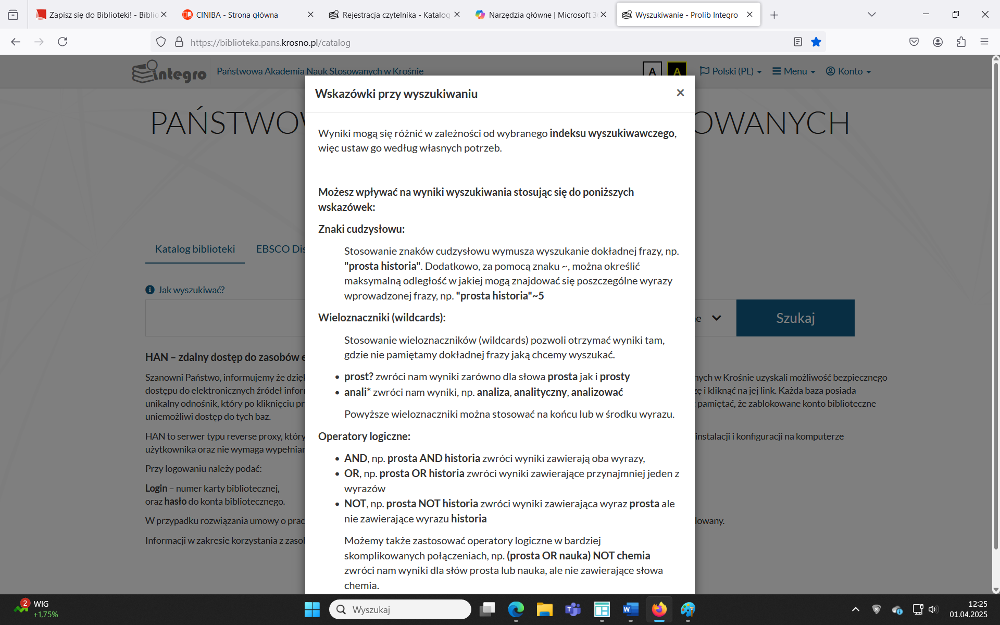 Zapisz się do Biblioteki! - Biblio
CINIBA - Strona główna
Rejestracja czytelnika - Katalog
Narzędzia główne | Microsoft 3
Wyszukiwanie - Prolib Integro
https://biblioteka.pans.krosno.pl/catalog
integro
Państwowa Akademia Nauk Stosowanych w Krośnie
A
A
Polski (PL)
Menu
Konto
Wskazówki przy wyszukiwaniu
Wyniki mogą się różnić w zależności od wybranego indeksu wyszukiwawczego,
więc ustaw go według własnych potrzeb.
Możesz wpływać na wyniki wyszukiwania stosując się do poniższych
wskazówek:
Znaki cudzysłowu:
Stosowanie znaków cudzysłowu wymusza wyszukanie dokładnej frazy, np.
"prosta historia". Dodatkowo, za pomocą znaku ~, można określić
maksymalną odległość w jakiej mogą znajdować się poszczególne wyrazy
wprowadzonej frazy, np. "prosta historia"~5
Wieloznaczniki (wildcards):
Stosowanie wieloznaczników (wildcards) pozwoli otrzymać wyniki tam,
gdzie nie pamiętamy dokładnej frazy jaką chcemy wyszukać.
• prost? zwróci nam wyniki zarówno dla słowa prosta jak i prosty
• anali* zwróci nam wyniki, np. analiza, analityczny, analizować
Powyższe wieloznaczniki można stosować na końcu lub w środku wyrazu.
Operatory logiczne:
• AND, np. prosta AND historia zwróci wyniki zawierają oba wyrazy,
• OR, np. prosta OR historia zwróci wyniki zawierające przynajmniej jeden z
wyrazów
• NOT, np. prosta NOT historia zwróci wyniki zawierająca wyraz prosta ale
nie zawierające wyrazu historia
Możemy także zastosować operatory logiczne w bardziej
skomplikowanych połączeniach, np. (prosta OR nauka) NOT chemia
zwróci nam wyniki dla słów prosta lub nauka, ale nie zawierające słowa
chemia.
PAŃSTWOW
OWANYCH
Katalog biblioteki
EBSCO Dis
Jak wyszukiwać?
ne
Szukaj
HAN – zdalny dostęp do zasobów e
Szanowni Państwo, informujemy że dzięk
nych w Krośnie uzyskali możliwość bezpiecznego
dostępu do elektronicznych źródeł inforn
zę i kliknąć na jej link. Każda baza posiada
unikalny odnośnik, który po kliknięciu pr
pamiętać, że zablokowane konto biblioteczne
uniemożliwi dostęp do tych baz.
HAN to serwer typu reverse proxy, który
instalacji i konfiguracji na komputerze
użytkownika oraz nie wymaga wypełnian
Przy logowaniu należy podać:
Login – numer karty bibliotecznej,
oraz hasło do konta bibliotecznego.
W przypadku rozwiązania umowy o prac
lowany.
Informacji w zakresie korzystania z zasob
2
WIG
+1,75%
Wyszukaj
12:25
01.04.2025